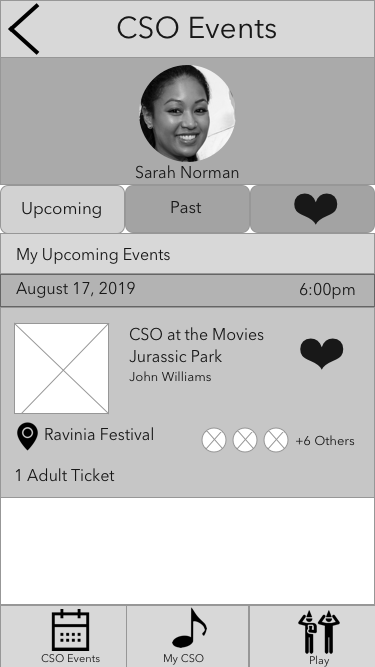 CSO Events
Sarah Norman
Upcoming
Past
My Upcoming Events
August 17, 2019
6:00pm
CSO at the Movies
Jurassic Park
John Williams
Ravinia Festival
+6 Others
1 Adult Ticket
CSO Events
My CSO
Play